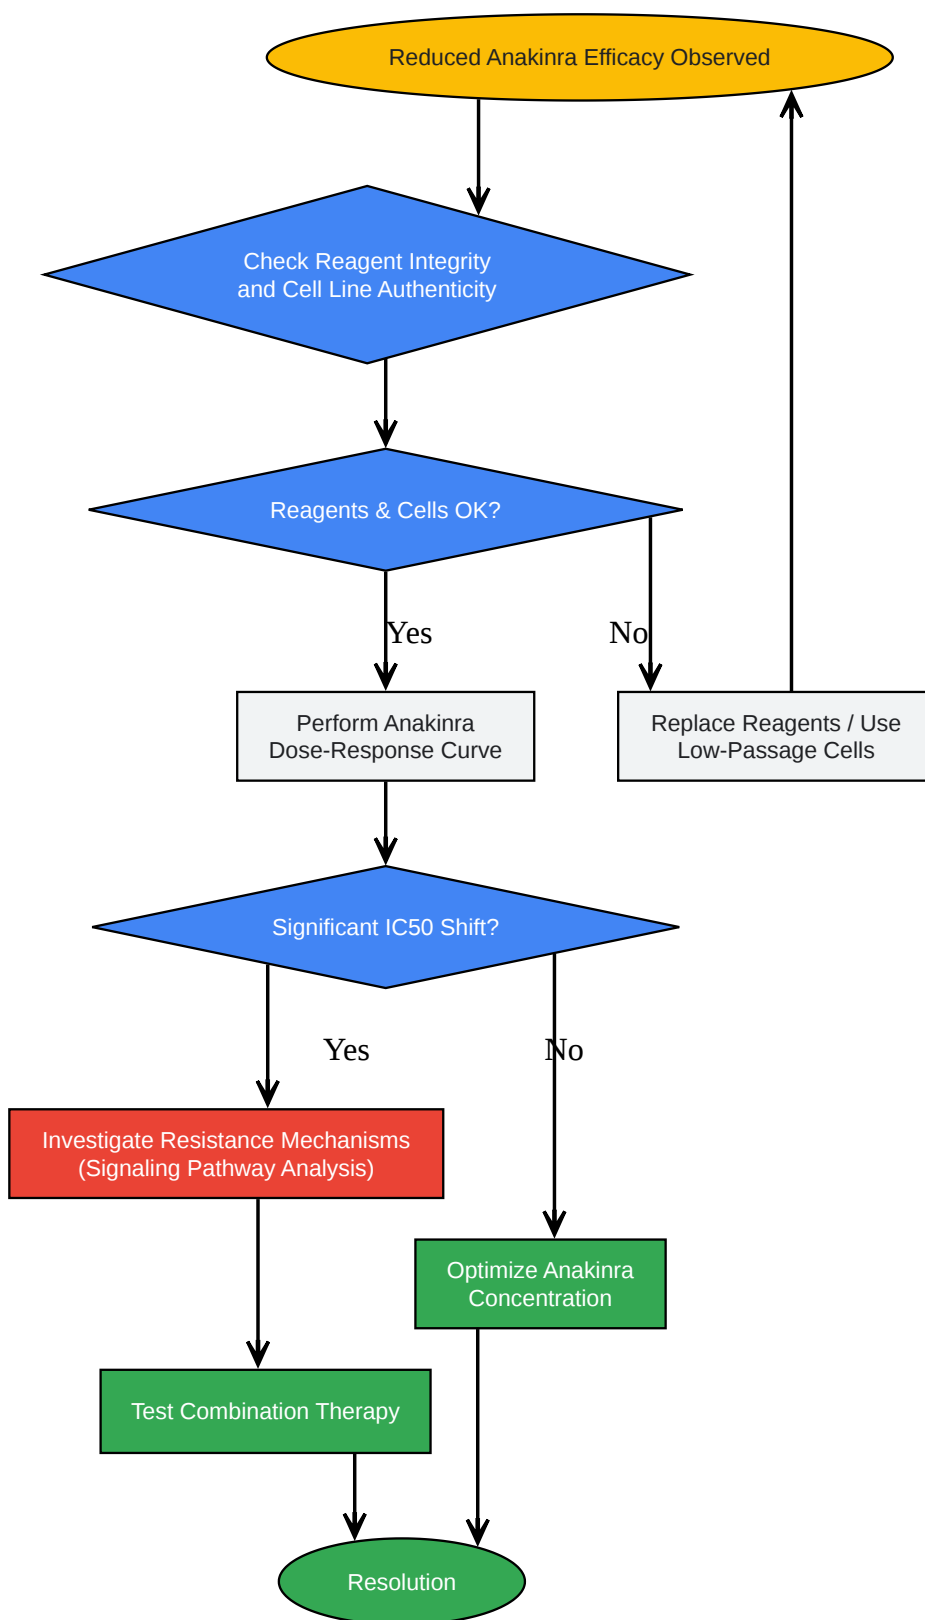 Reduced Anakinra Efficacy Observed
Check Reagent Integrity
and Cell Line Authenticity
Reagents & Cells OK?
Yes
No
Perform Anakinra
Dose-Response Curve
Replace Reagents / Use
Low-Passage Cells
Significant IC50 Shift?
Yes
No
Investigate Resistance Mechanisms
(Signaling Pathway Analysis)
Optimize Anakinra
Concentration
Test Combination Therapy
Resolution